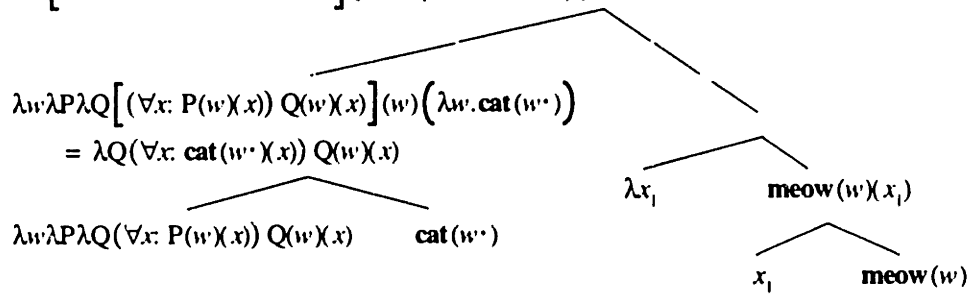 λwλPλQ[(∀x: P(w)(x)) Q(w)(x)](w)(λw.cat(w*))
= λQ(∀x: cat(w*)(x)) Q(w)(x)
λx₁ meow(w)(x₁)
λwλPλQ(∀x: P(w)(x)) Q(w)(x) cat(w*)
x₁ meow(w)